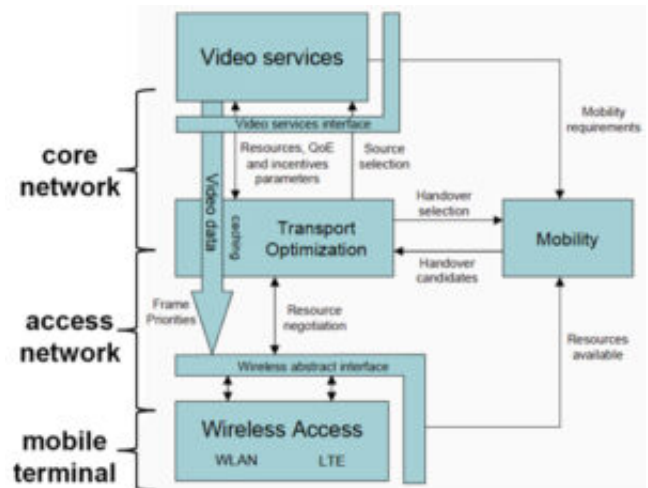 Video services
Video services interface
Mobility
requirements
core
network
Resources, QoE
and incentives
parameters
Source
selection
Video data
caching
Transport
Optimization
Handover
selection
Mobility
Handover
candidates
Frame
Priorities
Resource
negotiation
access
network
Resources
available
Wireless abstract interface
Wireless Access
WLAN LTE
mobile
terminal